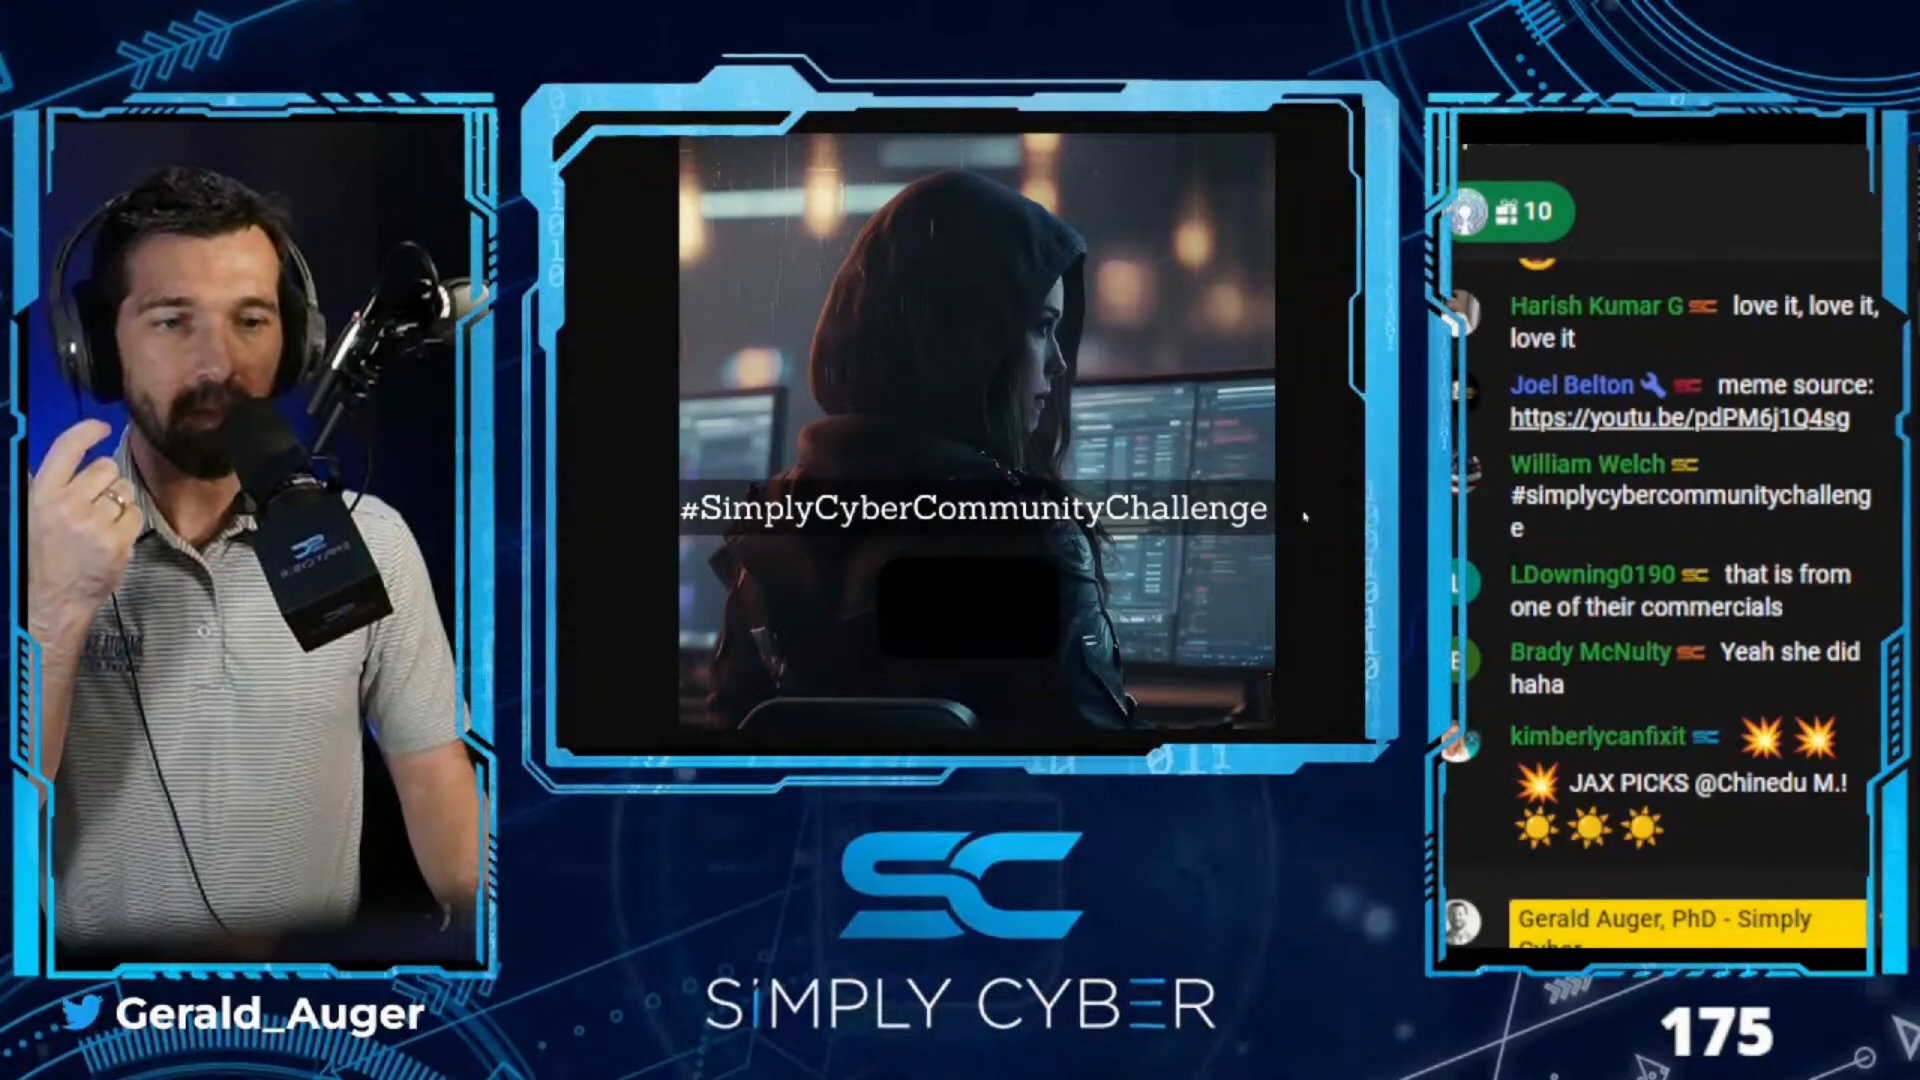 #SimplyCyberCommunityChallenge
10
Harish Kumar G love it, love it,
love it
Joel Belton meme source:
https://youtu.be/pdPM6j1Q4sg
William Welch
#simplycybercommunitychalleng
e
LDowning0190 that is from
one of their commercials
Brady McNulty Yeah she did
haha
kimberlycanfixit
JAX PICKS @Chinedu M.!
Gerald Auger, PhD - Simply
SC
SiMPLY CYBER
Gerald_Auger
175